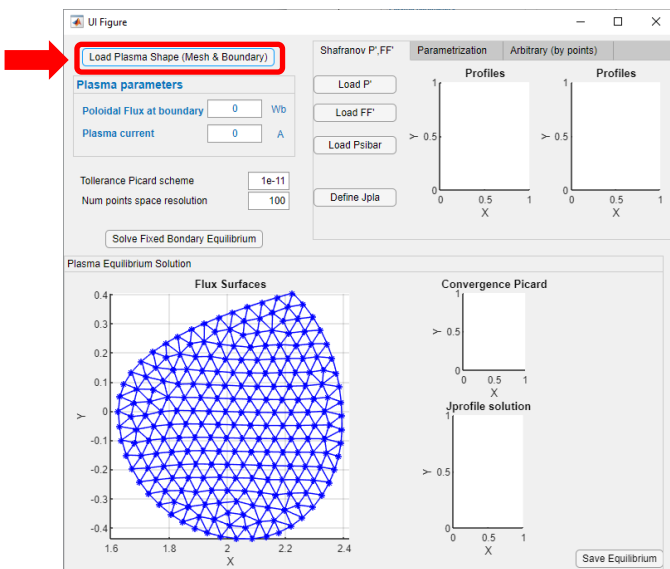 UI Figure
Load Plasma Shape (Mesh & Boundary)
Plasma parameters
Poloidal Flux at boundary 0 Wb
Plasma current 0 A
Tollerance Picard scheme 1e-11
Num points space resolution 100
Solve Fixed Bondary Equilibrium
Shafranov P',FF' Parametrization Arbitrary (by points)
Load P'
Load FF'
Load Psibar
Define Jpla
Profiles
1
Y 0.5
0
0 0.5 1
X
Profiles
1
Y 0.5
0
0 0.5 1
X
Plasma Equilibrium Solution
Flux Surfaces
0.4
0.3
0.2
0.1
0
Y
-0.1
-0.2
-0.3
-0.4
1.6 1.8 2 2.2 2.4
X
Convergence Picard
1
Y 0.5
0
0 0.5 1
X
Jprofile solution
1
Y 0.5
0
0 0.5 1
X
Save Equilibrium